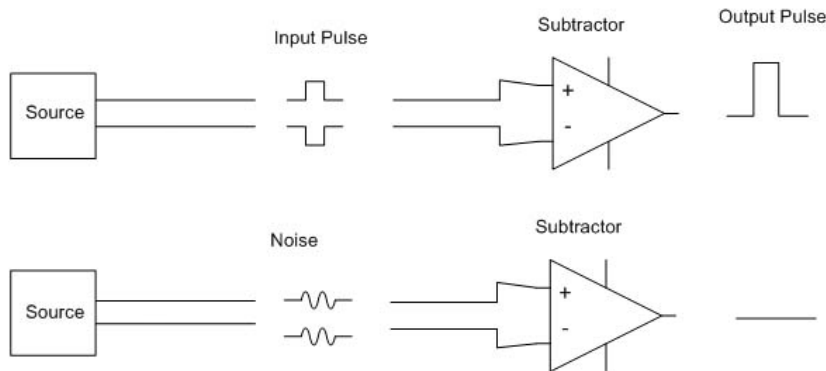 Output Pulse
Input Pulse
Subtractor
Source
+
-
Noise
Subtractor
Source
+
-